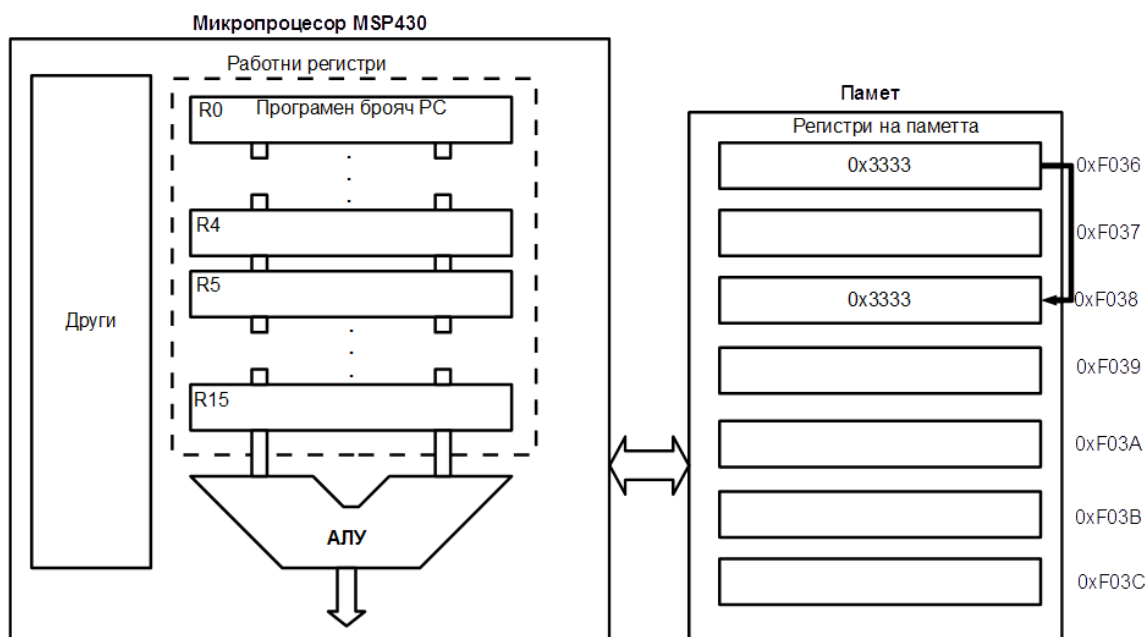 Микропроцесор MSP430
Работни регистри
R0
Програмен брояч PC
R4
R5
R15
Други
АЛУ
Памет
Регистри на паметта
0x3333
0xF036
0xF037
0x3333
0xF038
0xF039
0xF03A
0xF03B
0xF03C